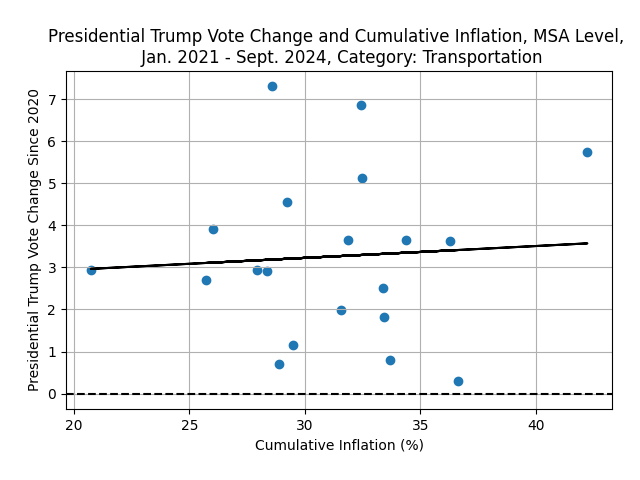 Presidential Trump Vote Change and Cumulative Inflation, MSA Level,
Jan. 2021 - Sept. 2024, Category: Transportation
Presidential Trump Vote Change Since 2020
7
6
5
4
3
2
1
0
20 25 30 35 40
Cumulative Inflation (%)